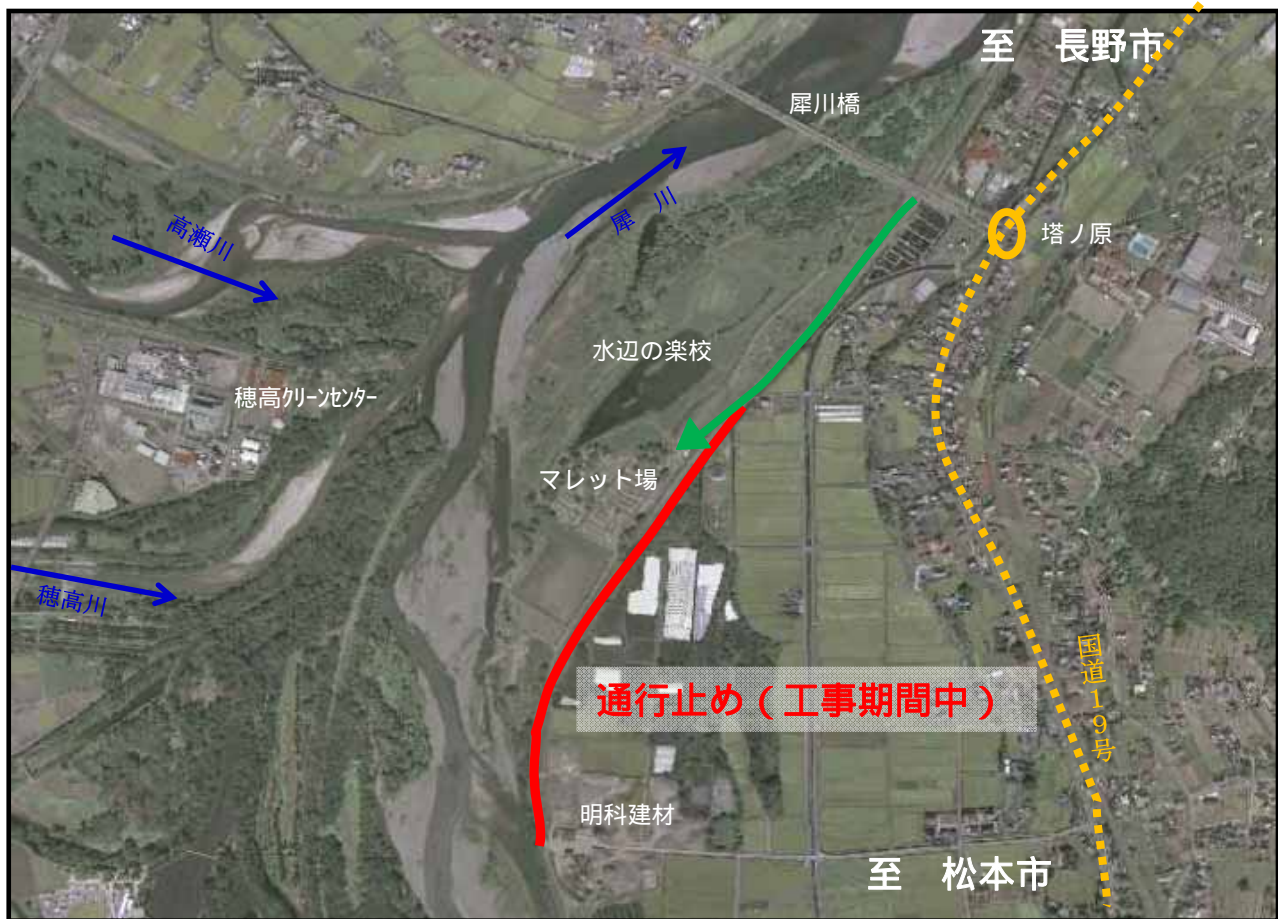 至　長野市
犀川橋
高瀬川
犀　川
塔ノ原
水辺の楽校
穂高クリーンセンター
マレット場
穂高川
国道１９号
通行止め（工事期間中）
明科建材
至　松本市